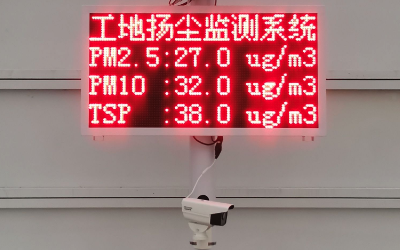 工地扬尘监测系统
PM2.5:27.0 ug/m3
PM10 :32.0 ug/m3
TSP  :38.0 ug/m3